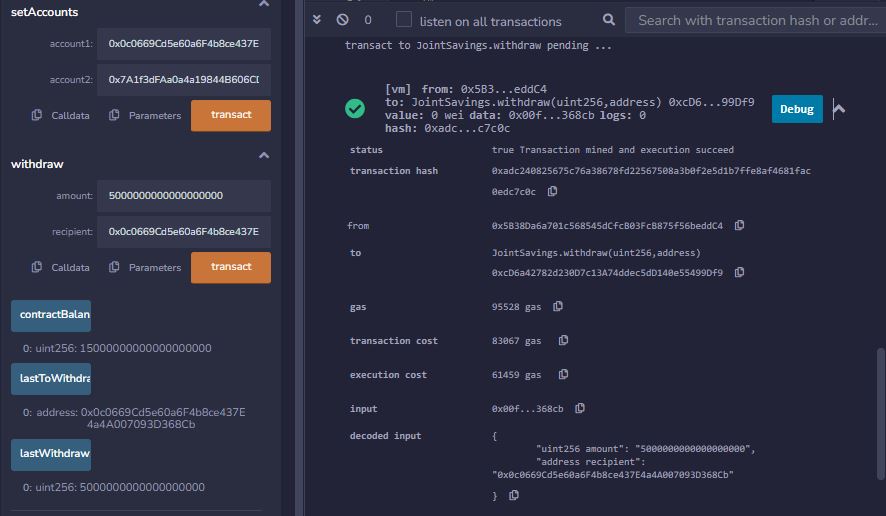 setAccounts
account1: 0x0c0669Cd5e60a6F4b8ce437E
account2: 0x7A1f3dFAa0a4a19844B606CD
Calldata Parameters transact
withdraw
amount: 5000000000000000000
recipient: 0x0c0669Cd5e60a6F4b8ce437E
Calldata Parameters transact
contractBalan
0: uint256: 15000000000000000000
lastToWithdra
0: address: 0x0c0669Cd5e60a6F4b8ce437E
4a4A007093D368Cb
lastWithdraw
0: uint256: 5000000000000000000
0 listen on all transactions Search with transaction hash or addr...
transact to JointSavings.withdraw pending ...
[vm] from: 0x5B3...eddC4
to: JointSavings.withdraw(uint256,address) 0xcD6...99Df9
value: 0 wei data: 0x00f...368cb logs: 0
hash: 0xadc...c7c0c
Debug
status true Transaction mined and execution succeed
transaction hash 0xadc240825675c76a38678fd22567508a3b0f2e5d1b7ffe8af4681fac
0edc7c0c
from 0x5B38Da6a701c568545dCfcB03FcB875f56beddC4
to JointSavings.withdraw(uint256,address)
0xcD6a42782d230D7c13A74ddec5dD140e55499Df9
gas 95528 gas
transaction cost 83067 gas
execution cost 61459 gas
input 0x00f...368cb
decoded input {
"uint256 amount": "5000000000000000000",
"address recipient":
"0x0c0669Cd5e60a6F4b8ce437E4a4A007093D368Cb"
}